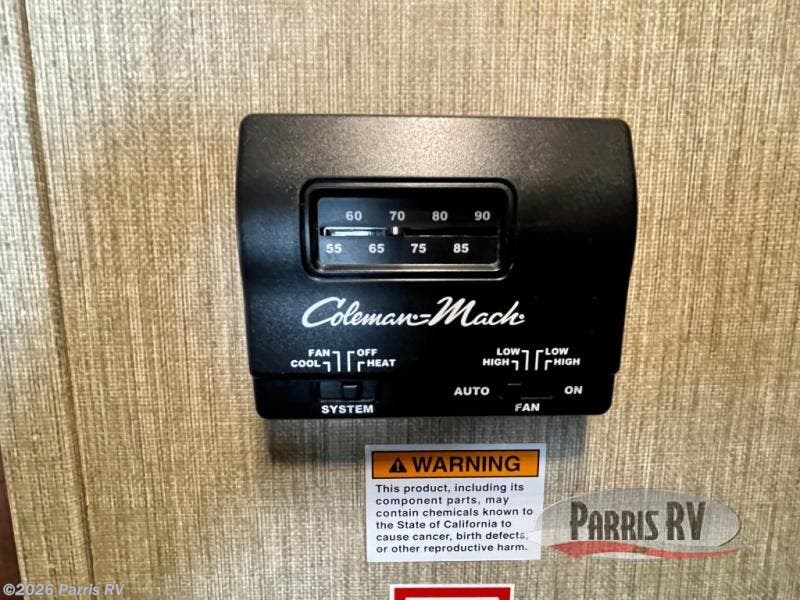 60 70 80 90
55 65 75 85
Coleman-Mach
FAN OFF
COOL HEAT
SYSTEM
LOW LOW
HIGH HIGH
AUTO ON
FAN
WARNING
This product, including its
component parts, may
contain chemicals known to
the State of California to
cause cancer, birth defects,
or other reproductive harm.
PARRIS RV
©2026 Parris RV